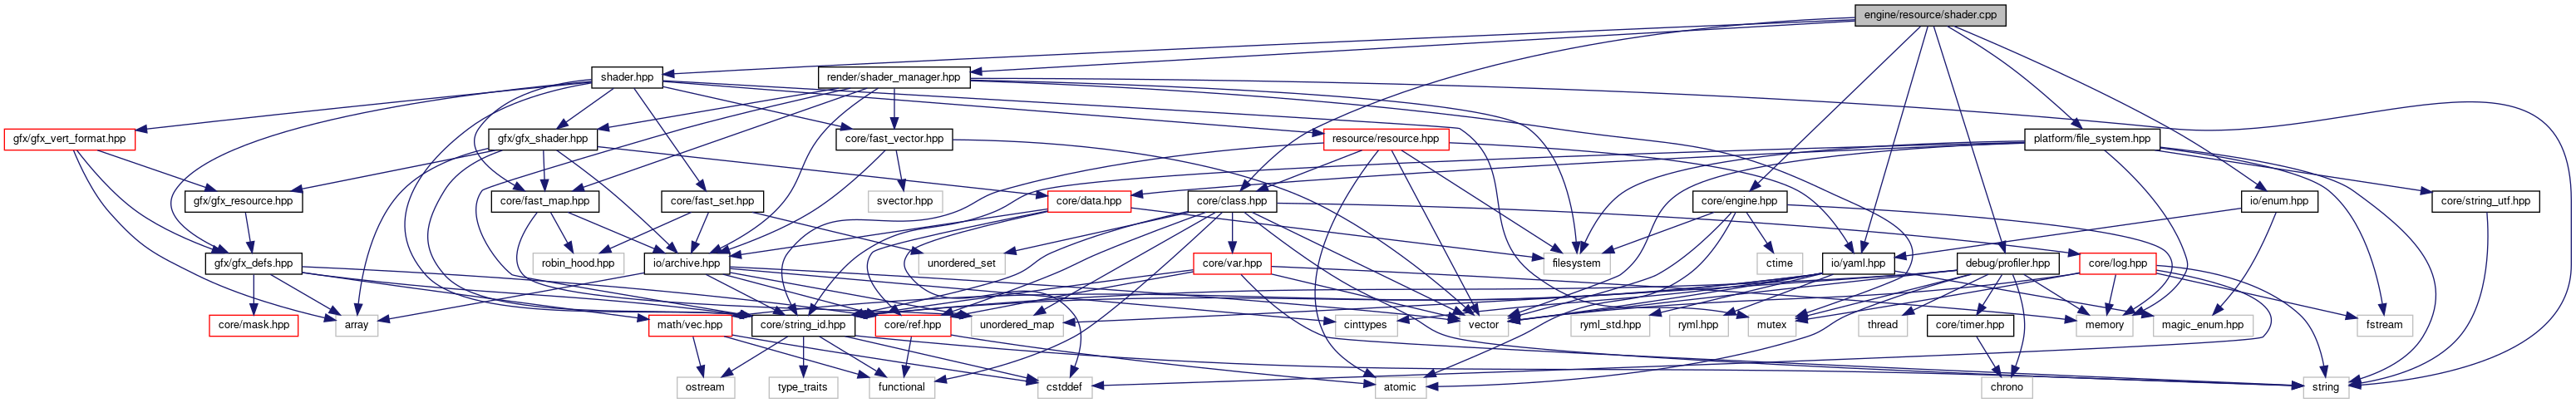 engine/resource/shader.cpp
shader.hpp
render/shader_manager.hpp
gfx/gfx_vert_format.hpp
gfx/gfx_shader.hpp
core/fast_vector.hpp
resource/resource.hpp
platform/file_system.hpp
gfx/gfx_resource.hpp
core/fast_map.hpp
core/fast_set.hpp
svector.hpp
core/data.hpp
core/class.hpp
core/engine.hpp
io/enum.hpp
core/string_utf.hpp
gfx/gfx_defs.hpp
robin_hood.hpp
io/archive.hpp
unordered_set
core/var.hpp
filesystem
ctime
io/yaml.hpp
debug/profiler.hpp
core/log.hpp
core/mask.hpp
array
math/vec.hpp
core/string_id.hpp
core/ref.hpp
unordered_map
cinttypes
vector
ryml_std.hpp
ryml.hpp
mutex
thread
core/timer.hpp
memory
magic_enum.hpp
fstream
ostream
type_traits
functional
cstddef
atomic
chrono
string